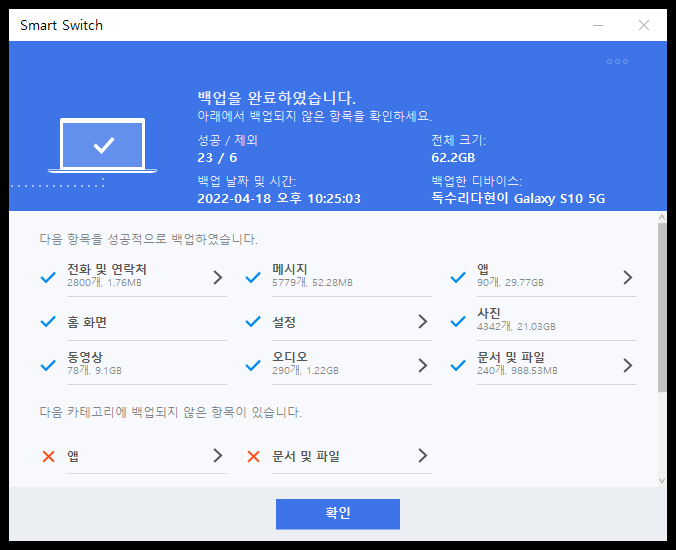 Smart Switch
백업을 완료하였습니다.
아래에서 백업되지 않은 항목을 확인하세요.
성공 / 제외
23 / 6
전체 크기:
62.2GB
백업 날짜 및 시간:
2022-04-18 오후 10:25:03
백업한 디바이스:
독수리다현이 Galaxy S10 5G
다음 항목을 성공적으로 백업하였습니다.
전화 및 연락처
2800개, 1.76MB
메시지
5779개, 52.28MB
앱
90개, 29.77GB
홈 화면
설정
사진
4342개, 21.03GB
동영상
78개, 9.1GB
오디오
290개, 1.22GB
문서 및 파일
240개, 988.53MB
다음 카테고리에 백업되지 않은 항목이 있습니다.
앱
문서 및 파일
확인